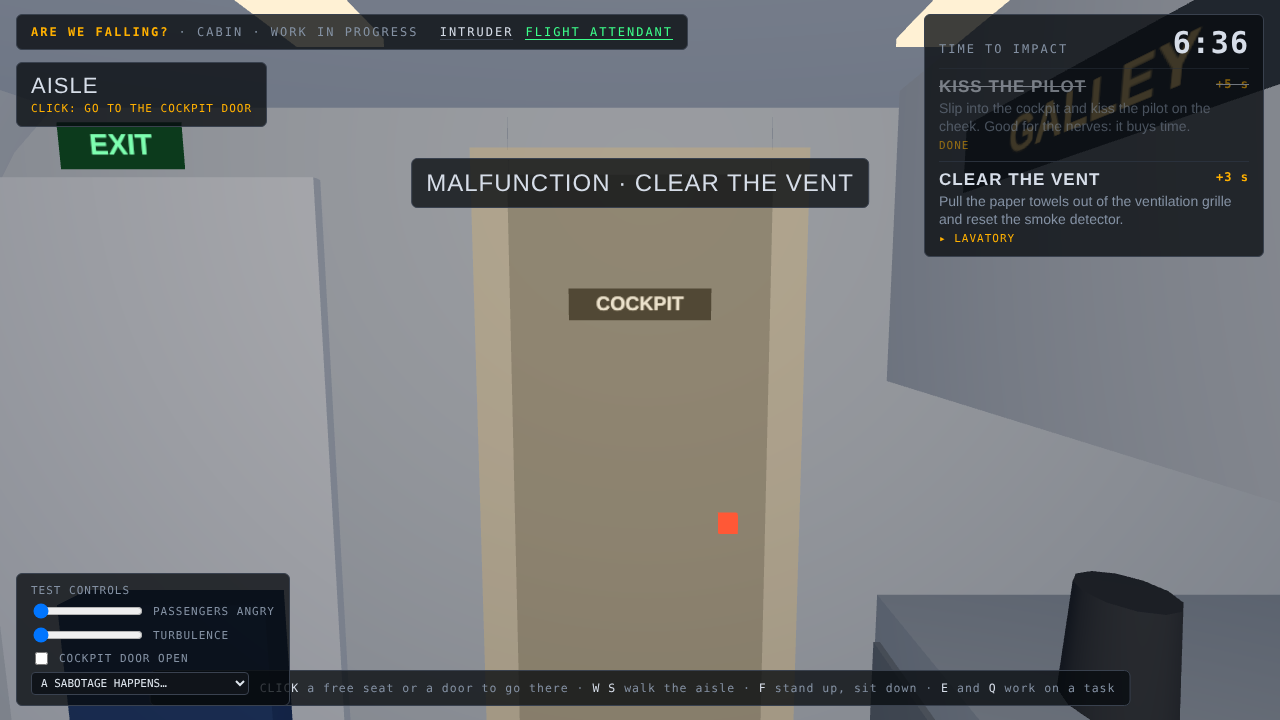 ARE WE FALLING? · CABIN · WORK IN PROGRESS INTRUDER FLIGHT ATTENDANT
AISLE
CLICK: GO TO THE COCKPIT DOOR
EXIT
MALFUNCTION · CLEAR THE VENT
COCKPIT
GALLEY
TIME TO IMPACT 6:36
KISS THE PILOT +5 s
Slip into the cockpit and kiss the pilot on the
cheek. Good for the nerves: it buys time.
DONE
CLEAR THE VENT +3 s
Pull the paper towels out of the ventilation grille
and reset the smoke detector.
▸ LAVATORY
TEST CONTROLS
PASSENGERS ANGRY
TURBULENCE
COCKPIT DOOR OPEN
A SABOTAGE HAPPENS…
CLICK a free seat or a door to go there · W S walk the aisle · F stand up, sit down · E and Q work on a task